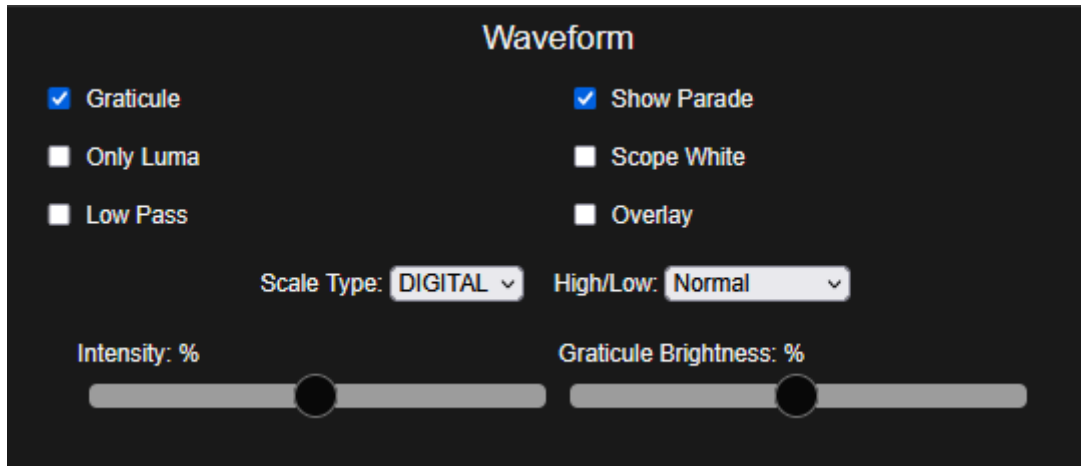 Waveform
Graticule
Show Parade
Only Luma
Scope White
Low Pass
Overlay
Scale Type: DIGITAL High/Low: Normal
Intensity: %
Graticule Brightness: %